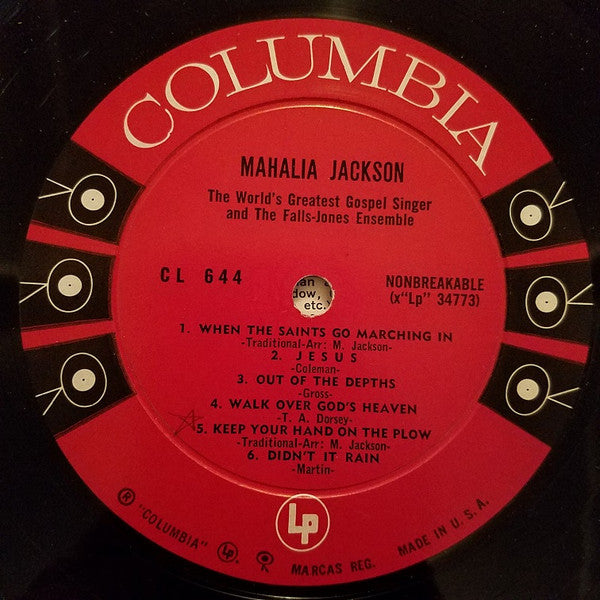 COLUMBIA
MAHALIA JACKSON
The World's Greatest Gospel Singer
and The Falls-Jones Ensemble
CL 644
NONBREAKABLE
(x"Lp" 34773)
dow,
etc.
1. WHEN THE SAINTS GO MARCHING IN
-Traditional-Arr: M. Jackson-
2. JESUS
-Coleman-
3. OUT OF THE DEPTHS
-Gross-
4. WALK OVER GOD'S HEAVEN
-T. A. Dorsey-
5. KEEP YOUR HAND ON THE PLOW
-Traditional-Arr: M. Jackson-
6. DIDN'T IT RAIN
-Martin-
Lp
® "COLUMBIA" Lp MARCAS REG. MADE IN U.S.A.